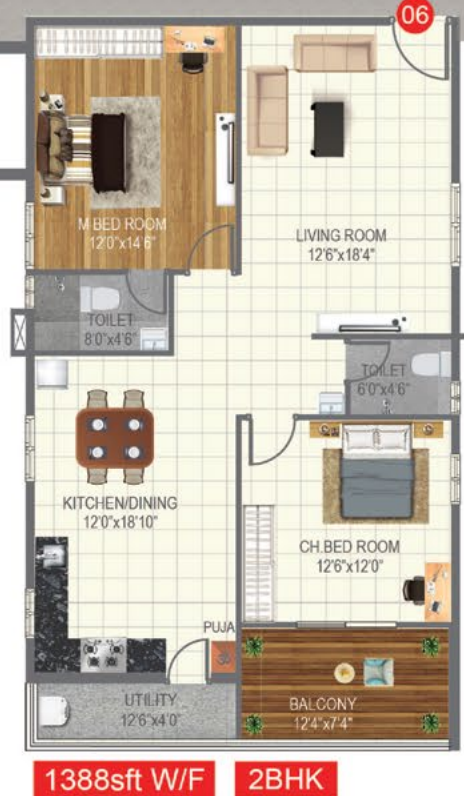 06
M.BED ROOM
12'0"x14'6"
LIVING ROOM
12'6"x18'4"
TOILET
8'0"x4'6"
TOILET
6'0"x4'6"
KITCHEN/DINING
12'0"x18'10"
CH.BED ROOM
12'6"x12'0"
PUJA
ॐ
UTILITY
12'6"x4'0"
BALCONY
12'4"x7'4"
1388sft W/F
2BHK